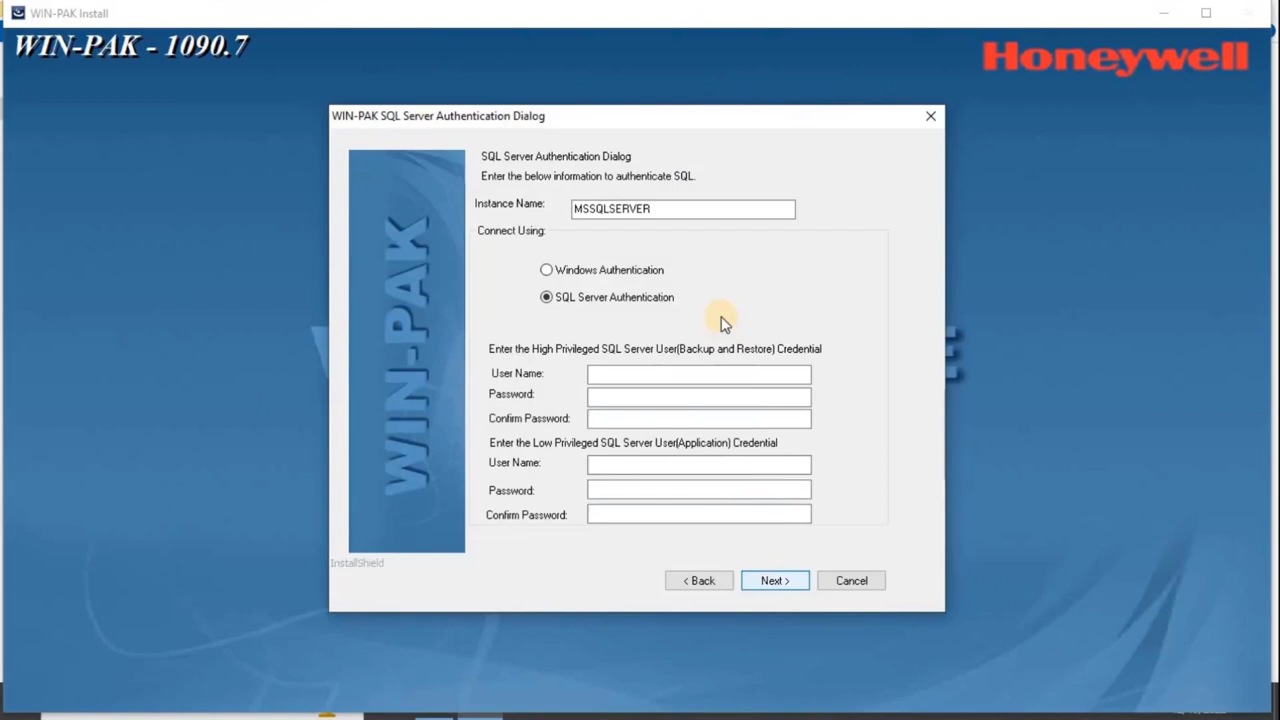 WIN-PAK Install
WIN-PAK - 1090.7
Honeywell
WIN-PAK SQL Server Authentication Dialog
SQL Server Authentication Dialog
Enter the below information to authenticate SQL.
Instance Name: MSSQLSERVER
Connect Using:
Windows Authentication
SQL Server Authentication
Enter the High Privileged SQL Server User(Backup and Restore) Credential
User Name:
Password:
Confirm Password:
Enter the Low Privileged SQL Server User(Application) Credential
User Name:
Password:
Confirm Password:
WIN-PAK
InstallShield
< Back Next > Cancel